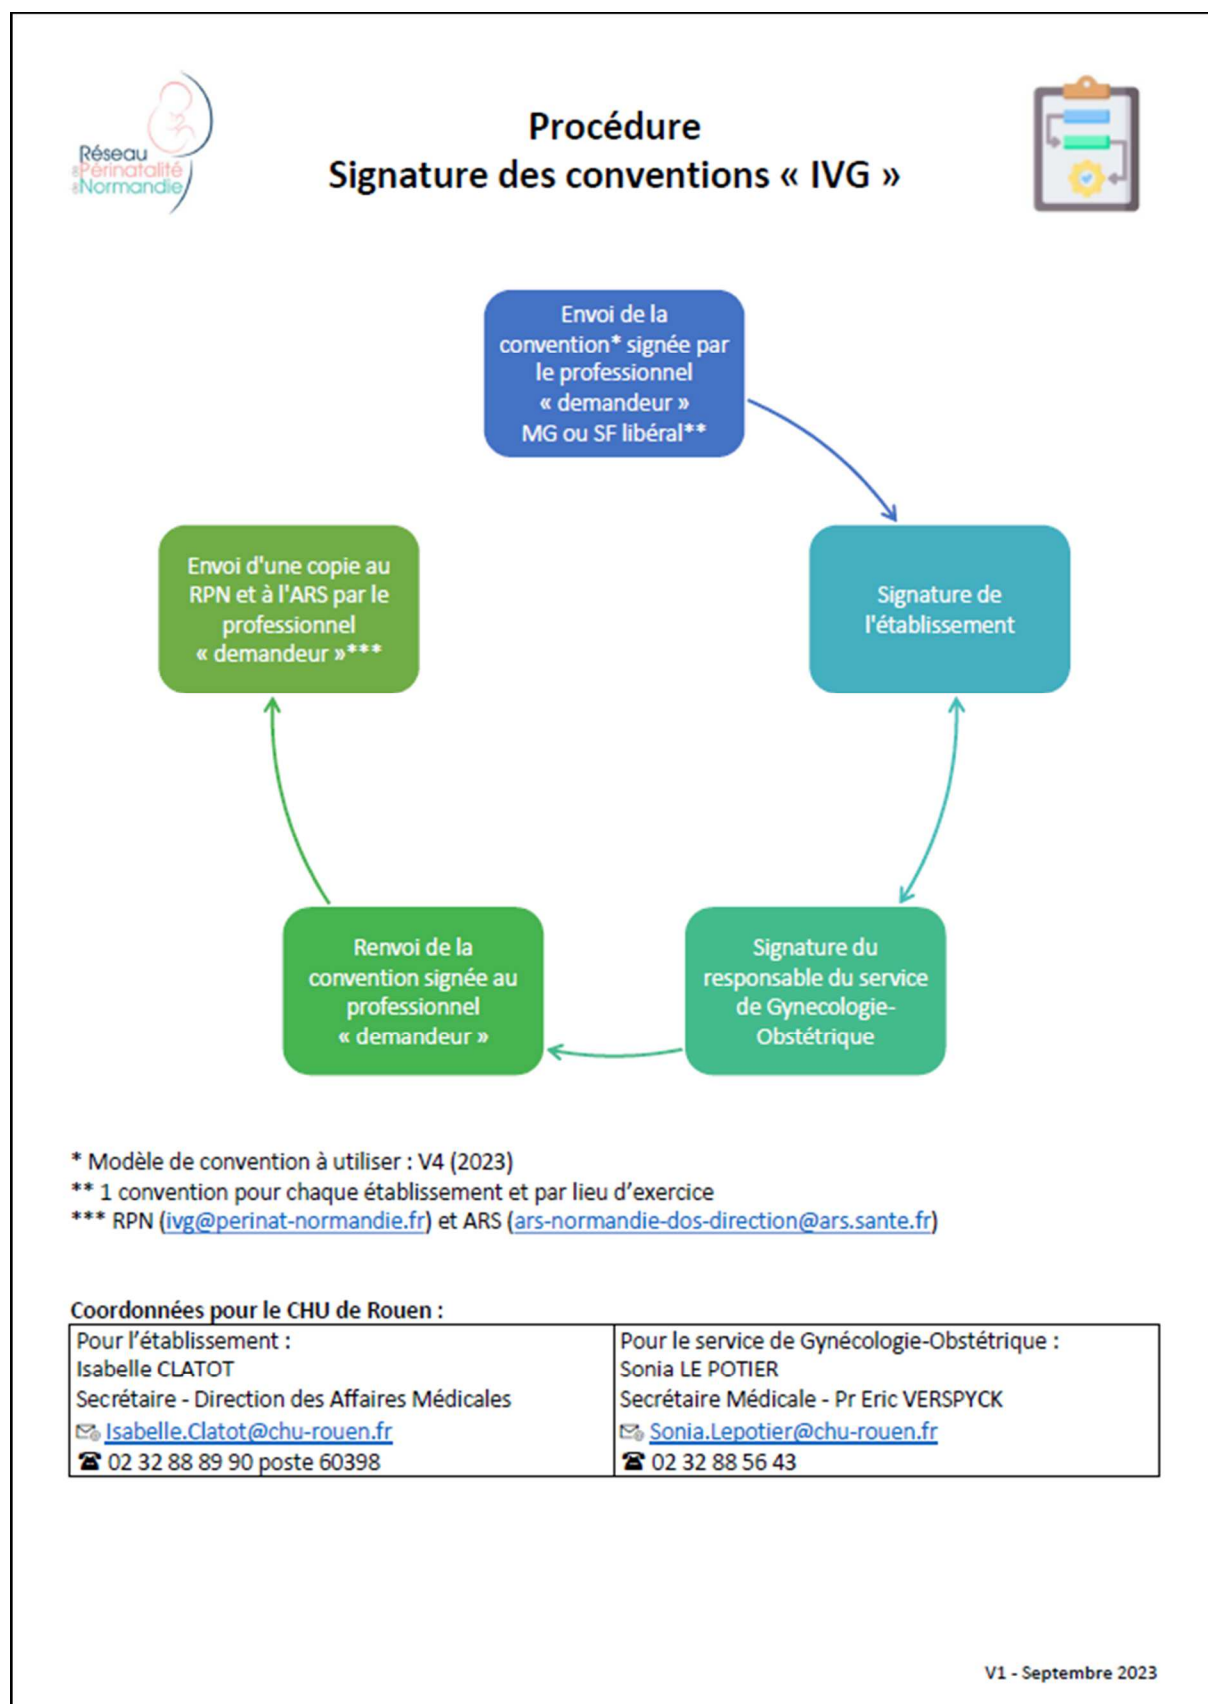 Réseau
de Périnatalité
de Normandie
Procédure
Signature des conventions « IVG »
Envoi de la
convention* signée par
le professionnel
« demandeur »
MG ou SF libéral**
Signature de
l'établissement
Signature du
responsable du service
de Gynecologie-
Obstétrique
Renvoi de la
convention signée au
professionnel
« demandeur »
Envoi d'une copie au
RPN et à l'ARS par le
professionnel
« demandeur »***
* Modèle de convention à utiliser : V4 (2023)
** 1 convention pour chaque établissement et par lieu d’exercice
*** RPN (ivg@perinat-normandie.fr) et ARS (ars-normandie-dos-direction@ars.sante.fr)
Coordonnées pour le CHU de Rouen :
Pour l’établissement :
Isabelle CLATOT
Secrétaire - Direction des Affaires Médicales
Isabelle.Clatot@chu-rouen.fr
02 32 88 89 90 poste 60398
Pour le service de Gynécologie-Obstétrique :
Sonia LE POTIER
Secrétaire Médicale - Pr Eric VERSPYCK
Sonia.Lepotier@chu-rouen.fr
02 32 88 56 43
V1 - Septembre 2023